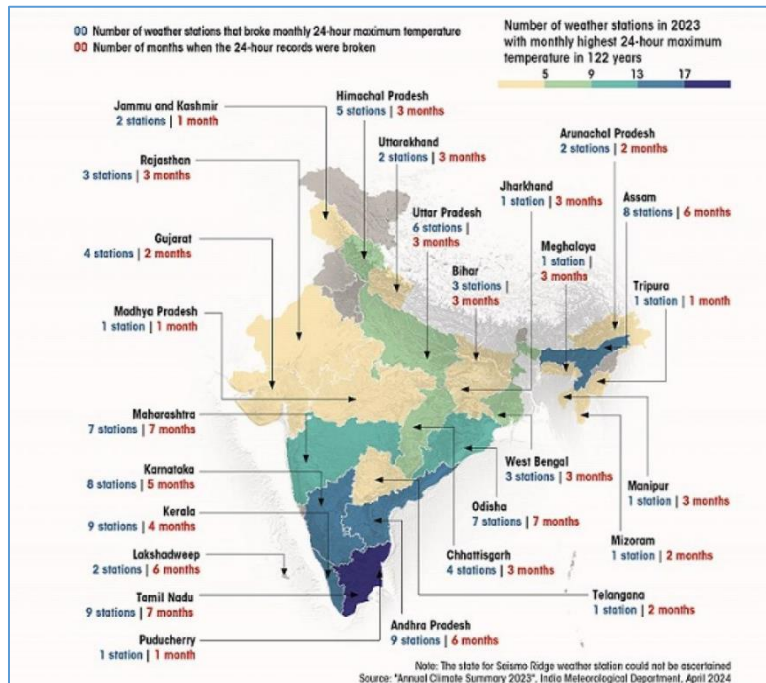 00 Number of weather stations that broke monthly 24-hour maximum temperature
00 Number of months when the 24-hour records were broken
Number of weather stations in 2023
with monthly highest 24-hour maximum
temperature in 122 years
5 9 13 17
Jammu and Kashmir
2 stations | 1 month
Himachal Pradesh
5 stations | 3 months
Uttarakhand
2 stations | 3 months
Arunachal Pradesh
2 stations | 2 months
Rajasthan
3 stations | 3 months
Jharkhand
1 station | 3 months
Assam
8 stations | 6 months
Uttar Pradesh
6 stations |
3 months
Gujarat
4 stations | 2 months
Meghalaya
1 station |
3 months
Bihar
3 stations |
3 months
Tripura
1 station | 1 month
Madhya Pradesh
1 station | 1 month
Maharashtra
7 stations | 7 months
West Bengal
3 stations | 3 months
Karnataka
8 stations | 5 months
Manipur
1 station | 3 months
Odisha
7 stations | 7 months
Kerala
9 stations | 4 months
Mizoram
1 station | 2 months
Lakshadweep
2 stations | 6 months
Chhattisgarh
4 stations | 3 months
Tamil Nadu
9 stations | 7 months
Telangana
1 station | 2 months
Andhra Pradesh
9 stations | 6 months
Puducherry
1 station | 1 month
Note: The state for Seismo Ridge weather station could not be ascertained
Source: "Annual Climate Summary 2023", India Meteorological Department, April 2024